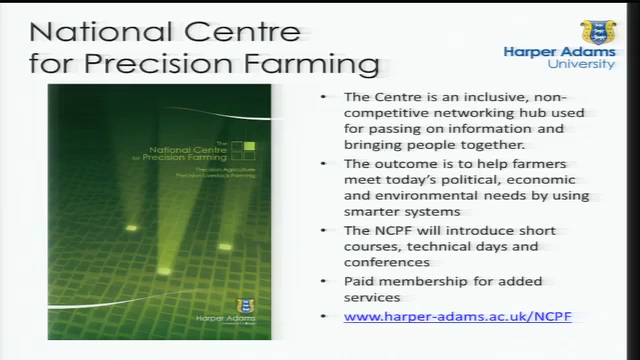 National Centre
for Precision Farming
Harper Adams
University
The
National Centre
for Precision Farming
Precision Agriculture
Precision Livestock Farming
Harper Adams
• The Centre is an inclusive, non-
competitive networking hub used
for passing on information and
bringing people together.
• The outcome is to help farmers
meet today's political, economic
and environmental needs by using
smarter systems
• The NCPF will introduce short
courses, technical days and
conferences
• Paid membership for added
services
• www.harper-adams.ac.uk/NCPF